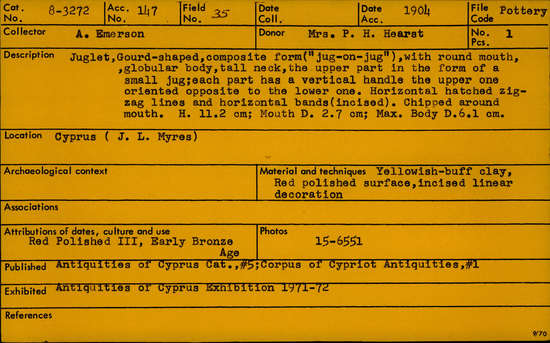 Cat. No. 8-3272 Acc. No. 147 Field No. 35 Date Coll. Date Acc. 1904 File Code Pottery
Collector A. Emerson Donor Mrs. P. H. Hearst No. Pcs. 1
Description Juglet,Gourd-shaped,composite form("jug-on-jug"),with round mouth,
,globular body,tall neck,the upper part in the form of a
small jug;each part has a vertical handle the upper one
oriented opposite to the lower one. Horizontal hatched zig-
zag lines and horizontal bands(incised). Chipped around
mouth. H. 11.2 cm; Mouth D. 2.7 cm; Max. Body D.6.1 cm.
Location Cyprus ( J. L. Myres)
Archaeological context Material and techniques Yellowish-buff clay,
Red polished surface,incised linear
decoration
Associations
Attributions of dates, culture and use Photos
Red Polished III, Early Bronze 15-6551
Age
Published Antiquities of Cyprus Cat.,#5;Corpus of Cypriot Antiquities,#1
Exhibited Antiquities of Cyprus Exhibition 1971-72
References
9/70